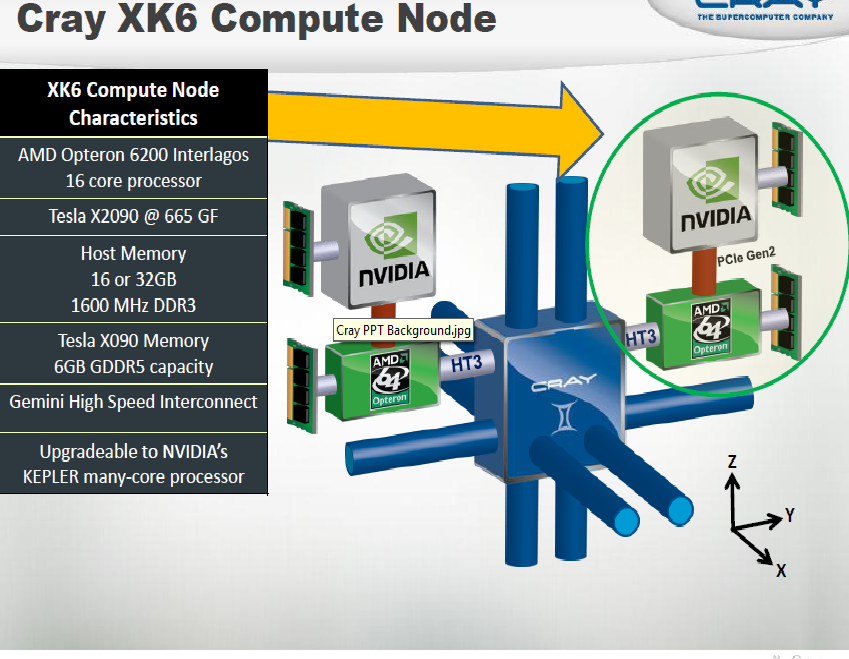 Cray XK6 Compute Node
CRAY
THE SUPERCOMPUTER COMPANY
XK6 Compute Node
Characteristics
AMD Opteron 6200 Interlagos
16 core processor
Tesla X2090 @ 665 GF
Host Memory
16 or 32GB
1600 MHz DDR3
Tesla X090 Memory
6GB GDDR5 capacity
Gemini High Speed Interconnect
Upgradeable to NVIDIA’s
KEPLER many-core processor
NVIDIA
NVIDIA
PCIe Gen2
Cray PPT Background.jpg
AMD
64
Opteron
HT3
CRAY
HT3
AMD
64
Opteron
Z
Y
X